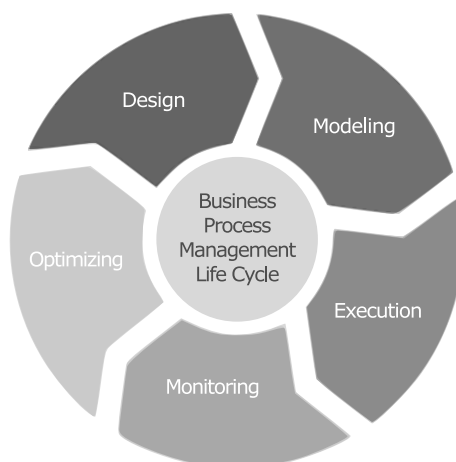 Design
Modeling
Execution
Monitoring
Optimizing
Business
Process
Management
Life Cycle